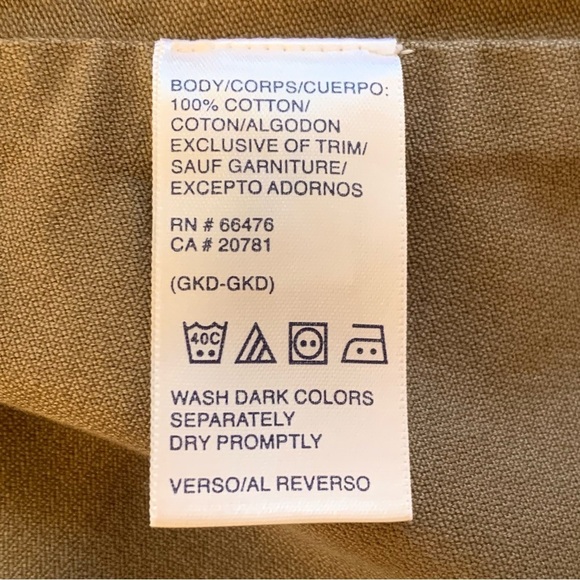 BODY/CORPS/CUERPO:
100% COTTON/
COTON/ALGODON
EXCLUSIVE OF TRIM/
SAUF GARNITURE/
EXCEPTO ADORNOS
RN # 66476
CA # 20781
(GKD-GKD)
40C
WASH DARK COLORS
SEPARATELY
DRY PROMPTLY
VERSO/AL REVERSO